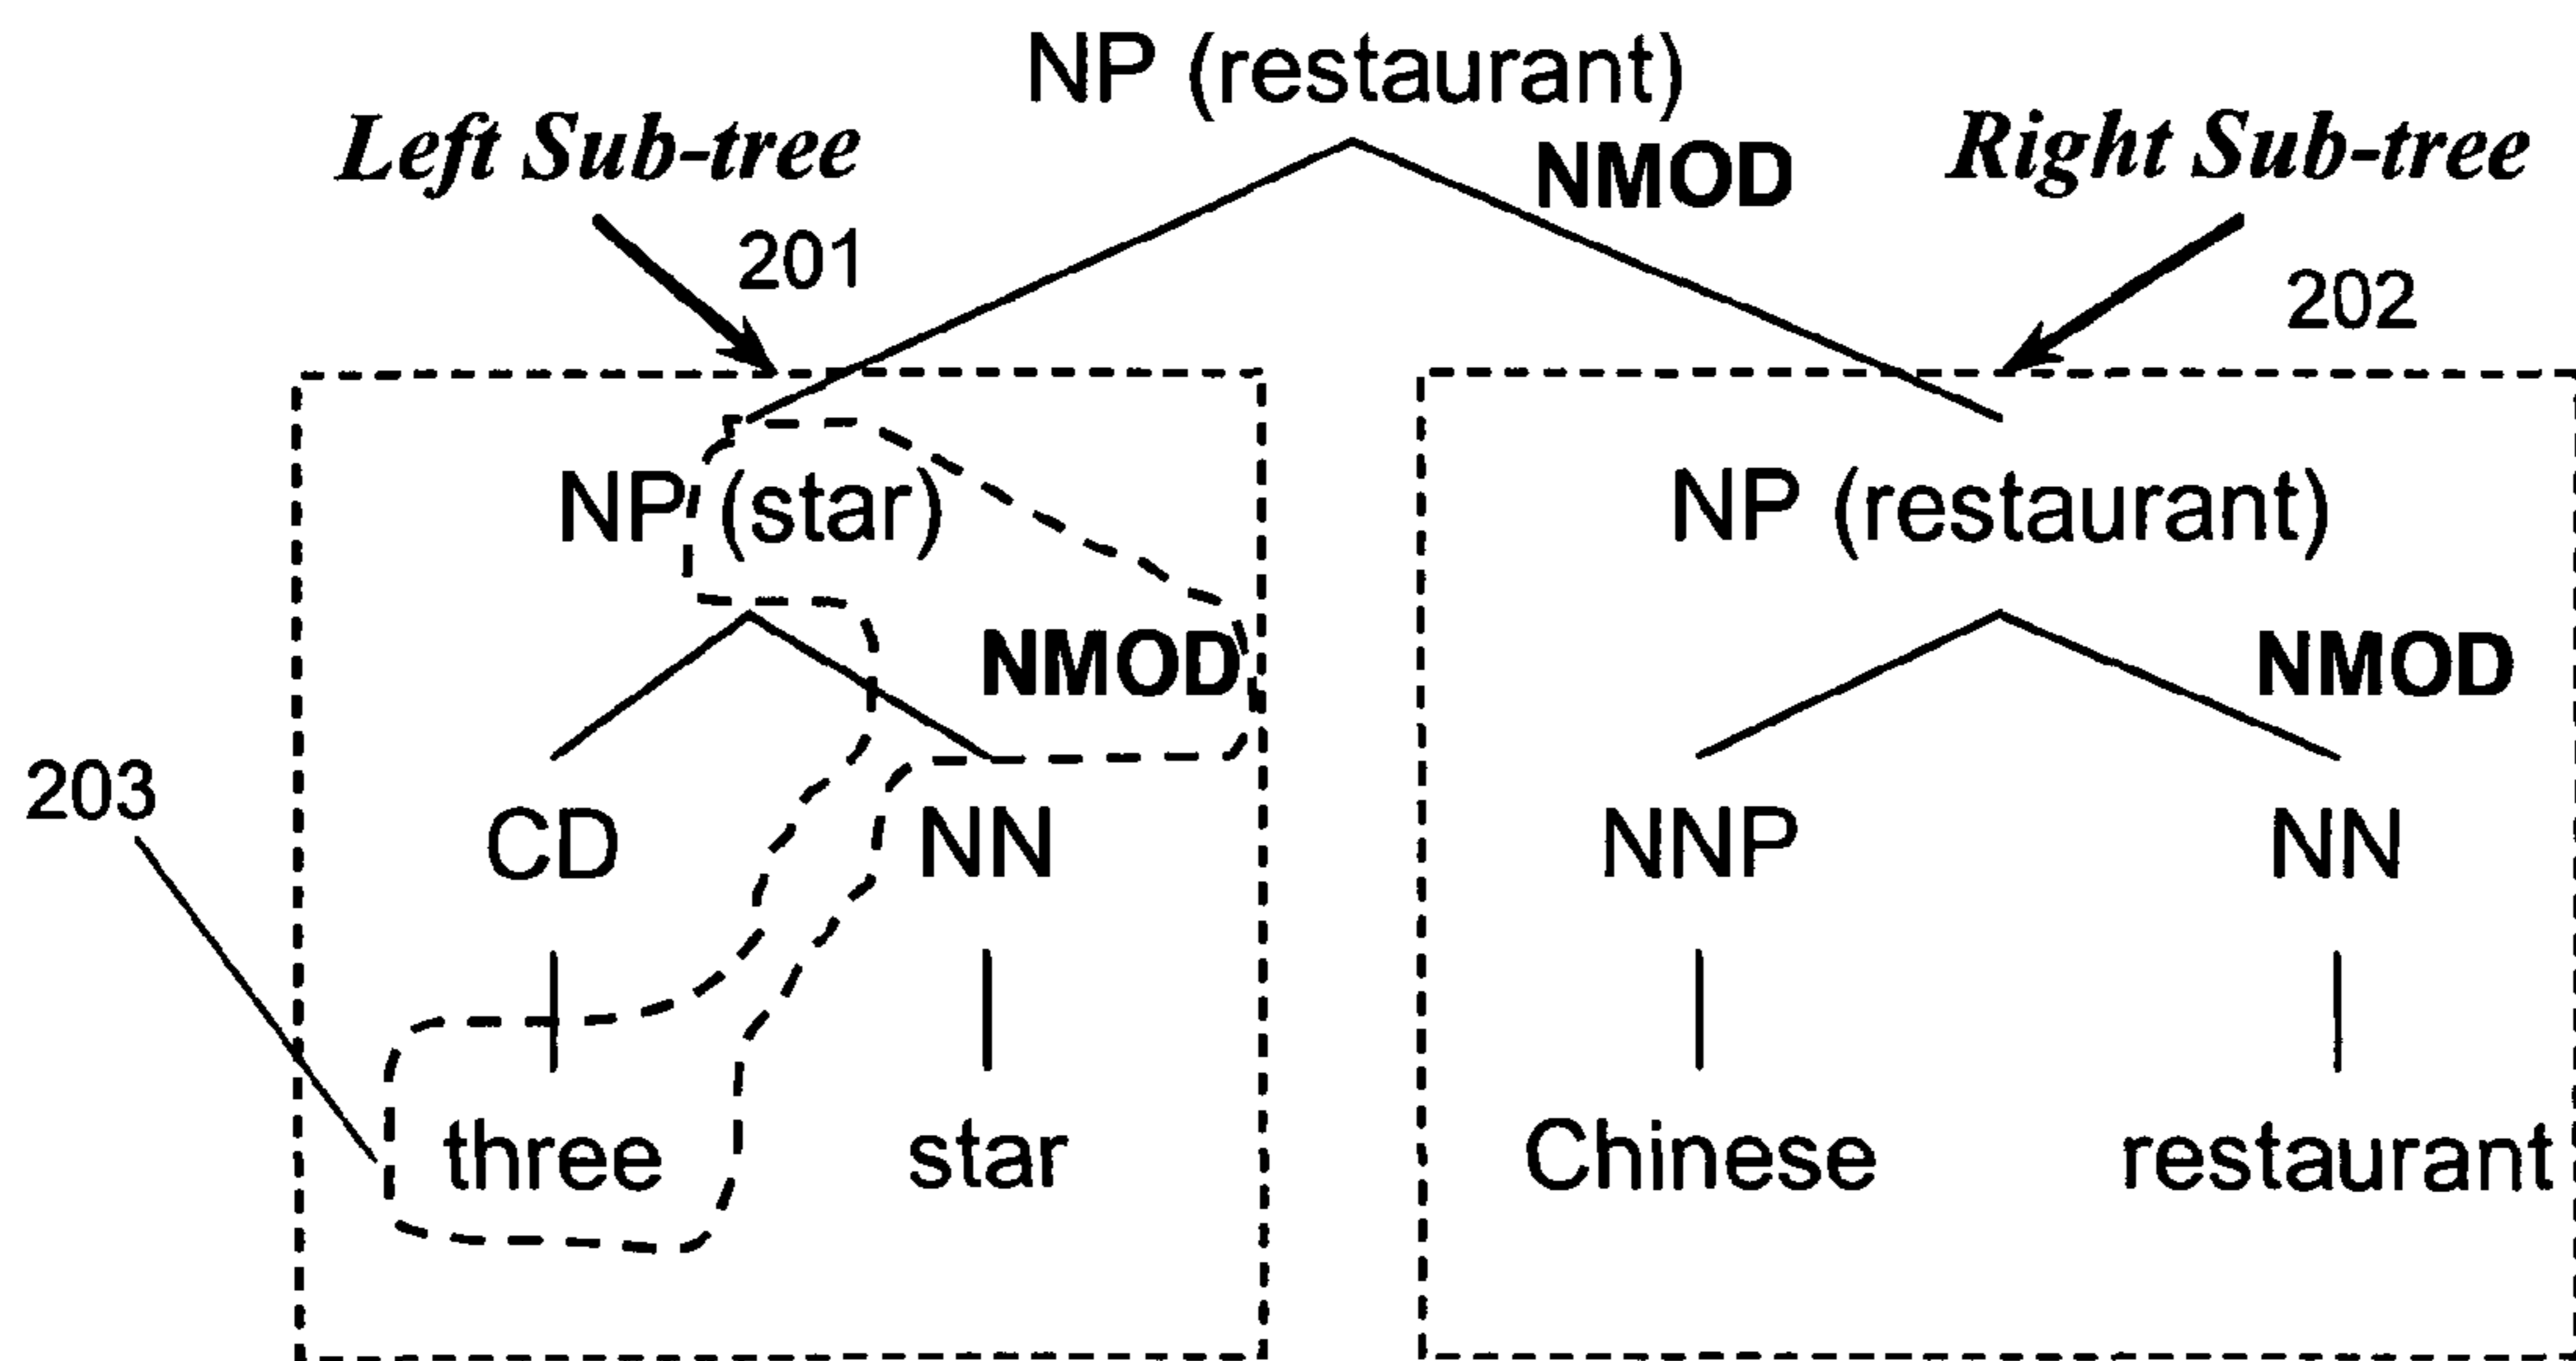 NP (restaurant)
Left Sub-tree
NMOD
Right Sub-tree
201
202
NP (star)
NP (restaurant)
NMOD
NMOD
203
CD
NN
NNP
NN
three
star
Chinese
restaurant